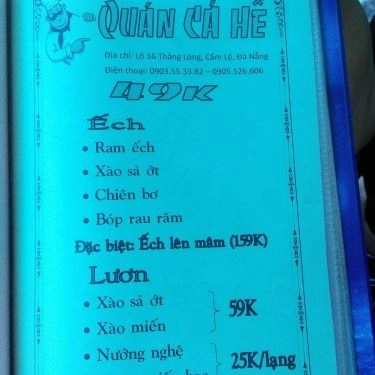 QUÁN CÁ HỀ
Địa chỉ: Lô 16 Thăng Long, Cẩm Lệ, Đà Nẵng
Điện thoại: 0903.55.33.82 – 0905.526.606
49K
Ếch
• Ram ếch
• Xào sả ớt
• Chiên bơ
• Bóp rau răm
Đặc biệt: Ếch lên mâm (159K)
Lươn
• Xào sả ớt
59K
• Xào miến
• Nướng nghệ
25K/lạng